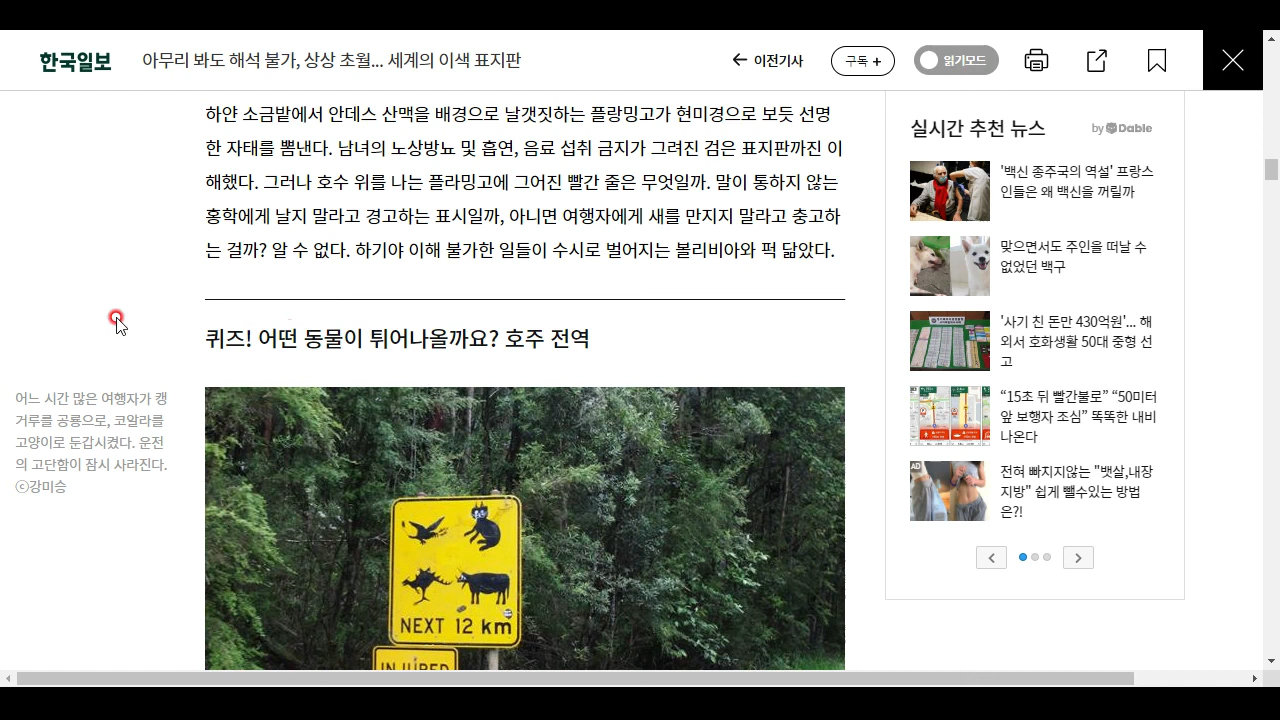 한국일보
아무리 봐도 해석 불가, 상상 초월... 세계의 이색 표지판
이전기사
구독 +
읽기모드
하얀 소금밭에서 안데스 산맥을 배경으로 날갯짓하는 플랑밍고가 현미경으로 보듯 선명
한 자태를 뽐낸다. 남녀의 노상방뇨 및 흡연, 음료 섭취 금지가 그려진 검은 표지판까진 이
해했다. 그러나 호수 위를 나는 플라밍고에 그어진 빨간 줄은 무엇일까. 말이 통하지 않는
홍학에게 날지 말라고 경고하는 표시일까, 아니면 여행자에게 새를 만지지 말라고 충고하
는 걸까? 알 수 없다. 하기야 이해 불가한 일들이 수시로 벌어지는 볼리비아와 퍽 닮았다.
퀴즈! 어떤 동물이 튀어나올까요? 호주 전역
어느 시간 많은 여행자가 캥
거루를 공룡으로, 코알라를
고양이로 둔갑시켰다. 운전
의 고단함이 잠시 사라진다.
ⓒ강미승
NEXT 12 km
INJURED
실시간 추천 뉴스
by Dable
'백신 종주국의 역설' 프랑스
인들은 왜 백신을 꺼릴까
맞으면서도 주인을 떠날 수
없었던 백구
'사기 친 돈만 430억원'... 해
외서 호화생활 50대 중형 선
고
“15초 뒤 빨간불로” “50미터
앞 보행자 조심” 똑똑한 내비
나온다
AD
전혀 빠지지않는 "뱃살,내장
지방" 쉽게 뺄수있는 방법
은?!